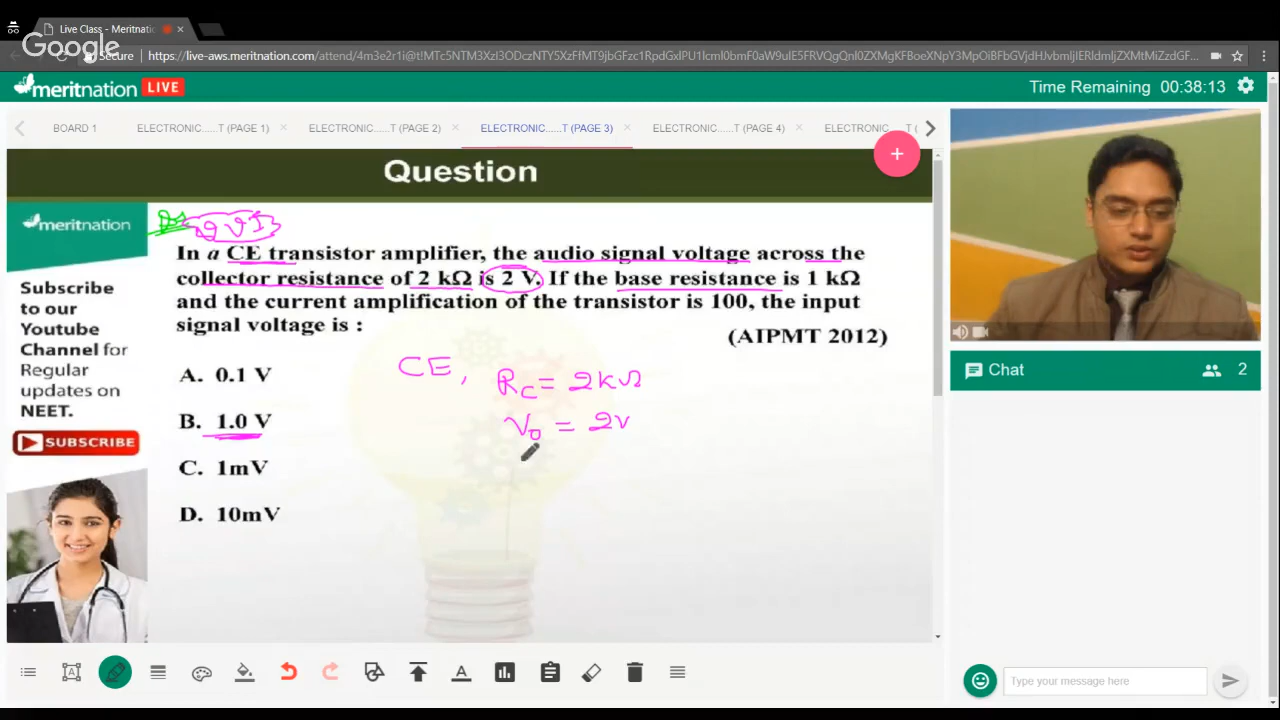 Live Class - Meritnatic
Google
Secure
https://live-aws.meritnation.com/attend/
meritnation LIVE
Time Remaining 00:38:13
BOARD 1
ELECTRONIC......T (PAGE 1)
ELECTRONIC......T (PAGE 2)
ELECTRONIC......T (PAGE 3)
ELECTRONIC......T (PAGE 4)
ELECTRONIC......T (
Question
meritnation
In a CE transistor amplifier, the audio signal voltage across the
collector resistance of 2 kΩ is 2 V. If the base resistance is 1 kΩ
and the current amplification of the transistor is 100, the input
signal voltage is :
(AIPMT 2012)
A. 0.1 V
B. 1.0 V
C. 1mV
D. 10mV
CE, R_C = 2kΩ
V_0 = 2V
Subscribe
to our
Youtube
Channel for
Regular
updates on
NEET.
SUBSCRIBE
Chat
2
Type your message here